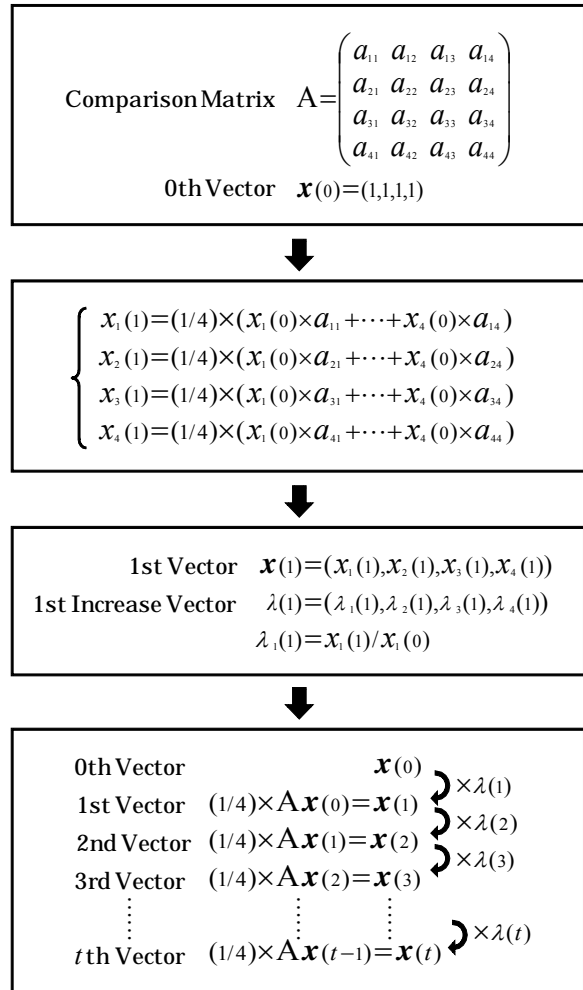 Comparison Matrix A=
a₁₁ a₁₂ a₁₃ a₁₄
a₂₁ a₂₂ a₂₃ a₂₄
a₃₁ a₃₂ a₃₃ a₃₄
a₄₁ a₄₂ a₄₃ a₄₄
0th Vector x(0)=(1,1,1,1)
x₁(1)=(1/4)×(x₁(0)×a₁₁+⋯+x₄(0)×a₁₄)
x₂(1)=(1/4)×(x₁(0)×a₂₁+⋯+x₄(0)×a₂₄)
x₃(1)=(1/4)×(x₁(0)×a₃₁+⋯+x₄(0)×a₃₄)
x₄(1)=(1/4)×(x₁(0)×a₄₁+⋯+x₄(0)×a₄₄)
1st Vector x(1)=(x₁(1),x₂(1),x₃(1),x₄(1))
1st Increase Vector λ(1)=(λ₁(1),λ₂(1),λ₃(1),λ₄(1))
λ₁(1)=x₁(1)/x₁(0)
0th Vector x(0)
×λ(1)
1st Vector (1/4)×Ax(0)=x(1)
×λ(2)
2nd Vector (1/4)×Ax(1)=x(2)
×λ(3)
3rd Vector (1/4)×Ax(2)=x(3)
×λ(t)
tth Vector (1/4)×Ax(t−1)=x(t)